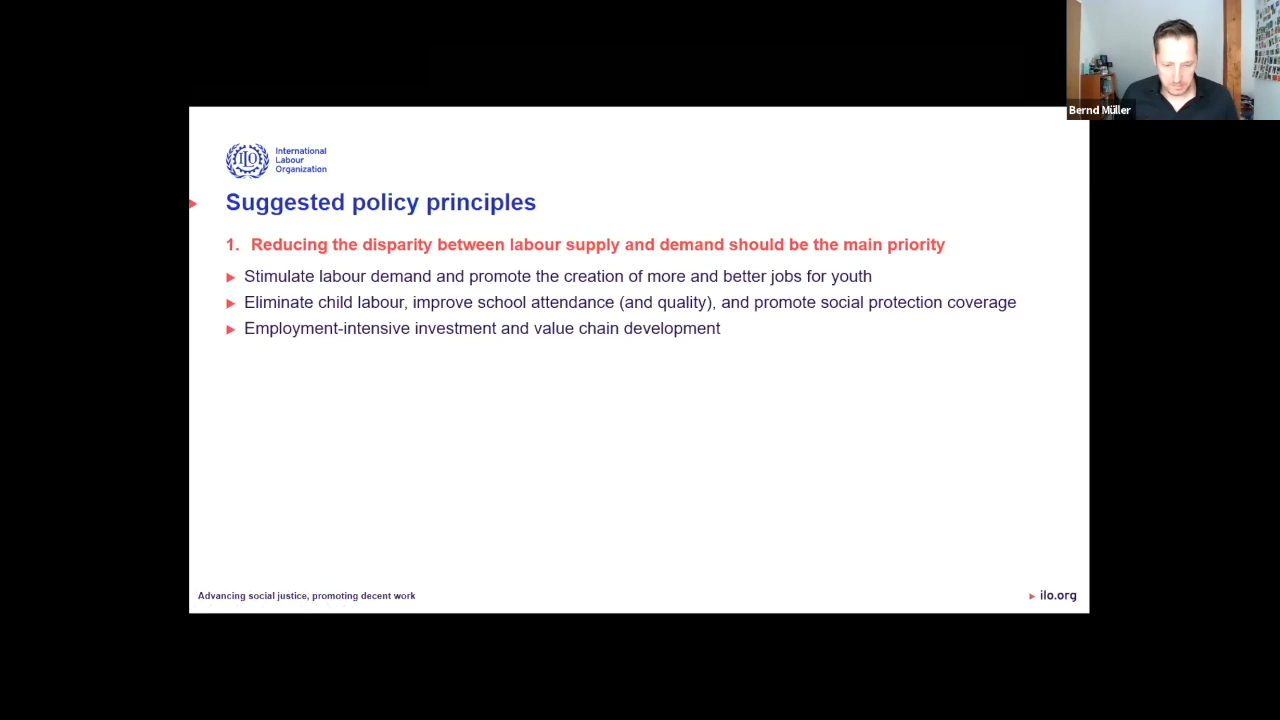 Bernd Müller
ILO
International
Labour
Organization
Suggested policy principles
1. Reducing the disparity between labour supply and demand should be the main priority
Stimulate labour demand and promote the creation of more and better jobs for youth
Eliminate child labour, improve school attendance (and quality), and promote social protection coverage
Employment-intensive investment and value chain development
Advancing social justice, promoting decent work
ilo.org